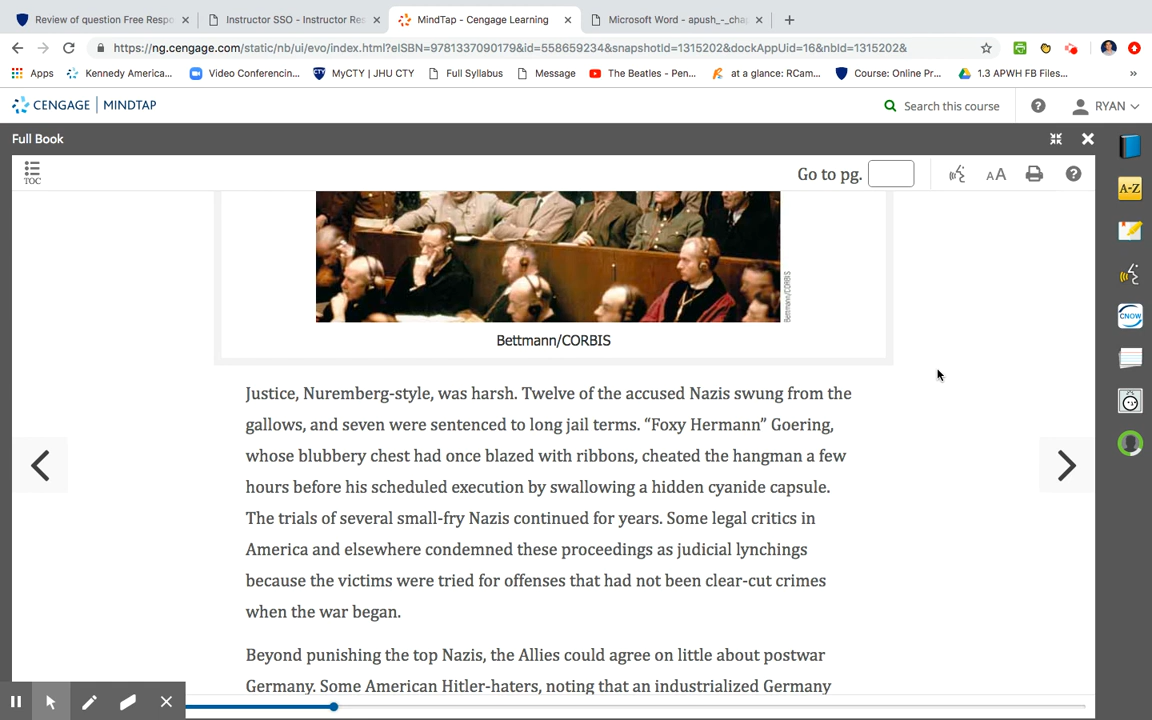 Review of question Free Respo
Instructor SSO - Instructor Re
MindTap - Cengage Learning
Microsoft Word - apush_-_cha
https://ng.cengage.com/static/nb/ui/evo/index.html?eISBN=9781337090179&id=558659234&snapshotId=1315202&dockAppUid=16&nbId=1315202&
Apps
Kennedy America...
Video Conferencin...
CTY
MyCTY | JHU CTY
Full Syllabus
Message
The Beatles - Pen...
at a glance: RCam...
Course: Online Pr...
1.3 APWH FB Files...
»
CENGAGE | MINDTAP
Search this course
RYAN
Full Book
TOC
Go to pg.
AA
A-Z
CNOW
Bettmann/CORBIS
Bettmann/CORBIS
Justice, Nuremberg-style, was harsh. Twelve of the accused Nazis swung from the
gallows, and seven were sentenced to long jail terms. “Foxy Hermann” Goering,
whose blubbery chest had once blazed with ribbons, cheated the hangman a few
hours before his scheduled execution by swallowing a hidden cyanide capsule.
The trials of several small-fry Nazis continued for years. Some legal critics in
America and elsewhere condemned these proceedings as judicial lynchings
because the victims were tried for offenses that had not been clear-cut crimes
when the war began.
Beyond punishing the top Nazis, the Allies could agree on little about postwar
Germany. Some American Hitler-haters, noting that an industrialized Germany